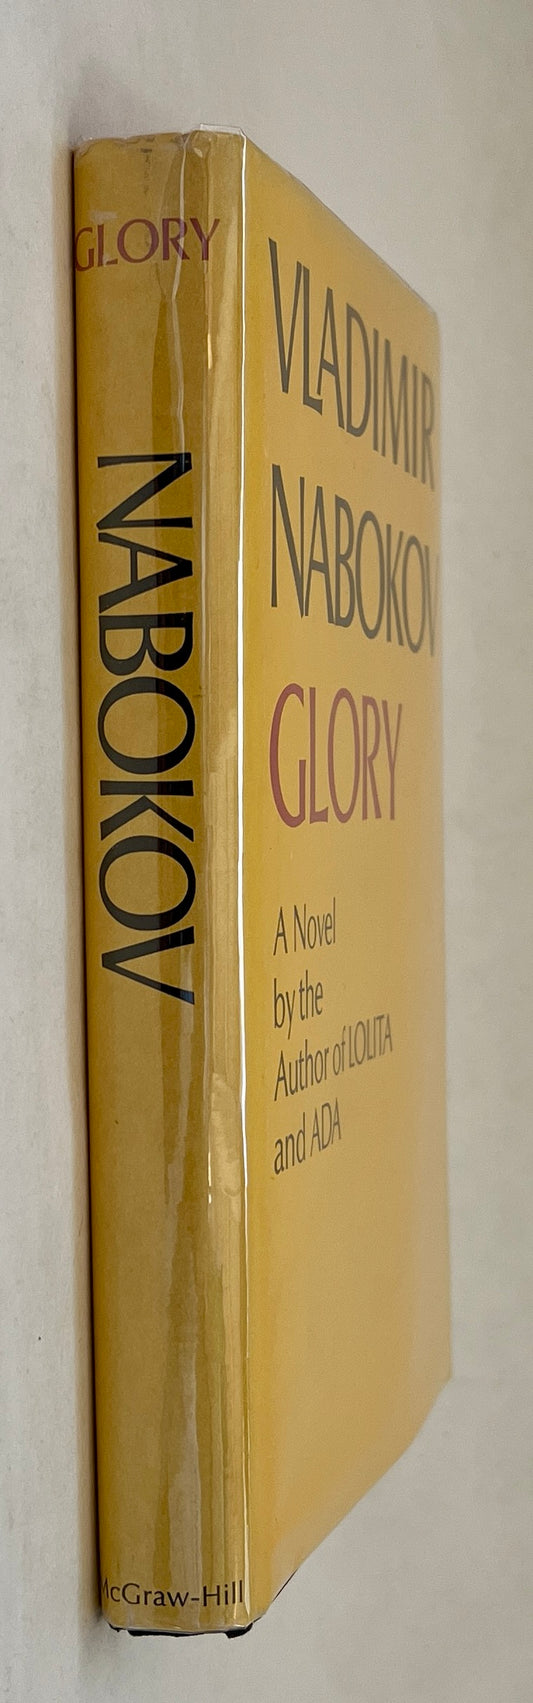 GLORY
NABOKOV
McGraw-Hill
VLADIMIR
NABOKOV
GLORY
A Novel
by the
Author of LOLITA
and ADA